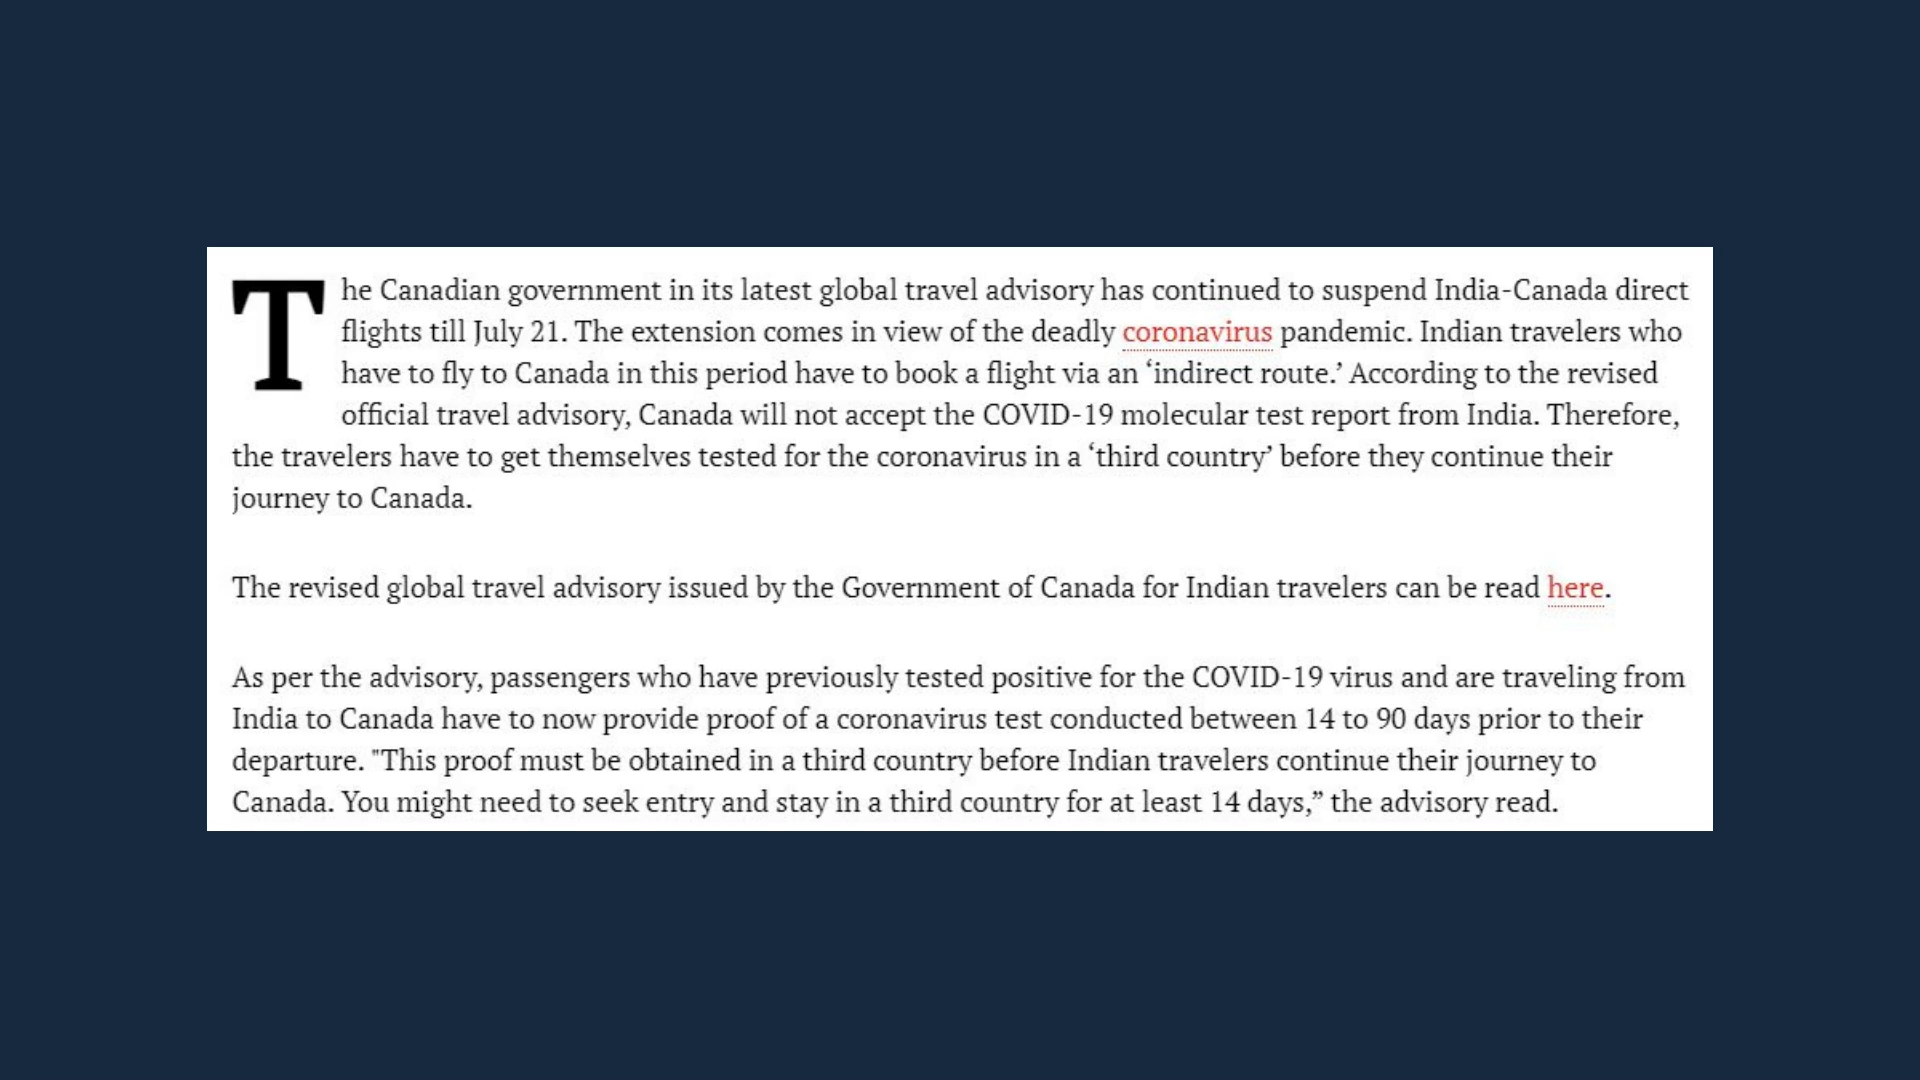 The Canadian government in its latest global travel advisory has continued to suspend India-Canada direct
flights till July 21. The extension comes in view of the deadly coronavirus pandemic. Indian travelers who
have to fly to Canada in this period have to book a flight via an ‘indirect route.’ According to the revised
official travel advisory, Canada will not accept the COVID-19 molecular test report from India. Therefore,
the travelers have to get themselves tested for the coronavirus in a ‘third country’ before they continue their
journey to Canada.
The revised global travel advisory issued by the Government of Canada for Indian travelers can be read here.
As per the advisory, passengers who have previously tested positive for the COVID-19 virus and are traveling from
India to Canada have to now provide proof of a coronavirus test conducted between 14 to 90 days prior to their
departure. "This proof must be obtained in a third country before Indian travelers continue their journey to
Canada. You might need to seek entry and stay in a third country for at least 14 days,” the advisory read.